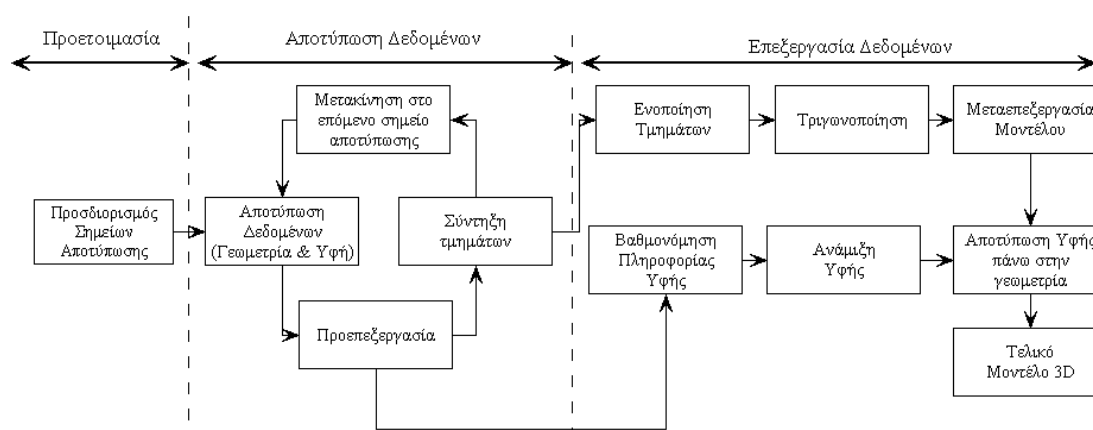 Προετοιμασία
Αποτύπωση Δεδομένων
Επεξεργασία Δεδομένων
Μετακίνηση στο
επόμενο σημείο
αποτύπωσης
Ενοποίηση
Τμημάτων
Τριγωνοποίηση
Μεταεπεξεργασία
Μοντέλου
Προσδιορισμός
Σημείων
Αποτύπωσης
Αποτύπωση
Δεδομένων
(Γεωμετρία & Υφή)
Σύντηξη
τμημάτων
Βαθμονόμηση
Πληροφορίας
Υφής
Ανάμιξη
Υφής
Αποτύπωση Υφής
πάνω στην
γεωμετρία
Προεπεξεργασία
Τελικό
Μοντέλο 3D